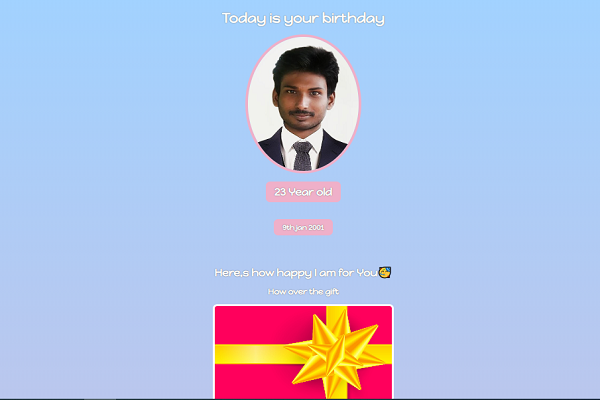 Today is your birthday
23 Year old
9th jan 2001
Here,s how happy I am for You
How over the gift